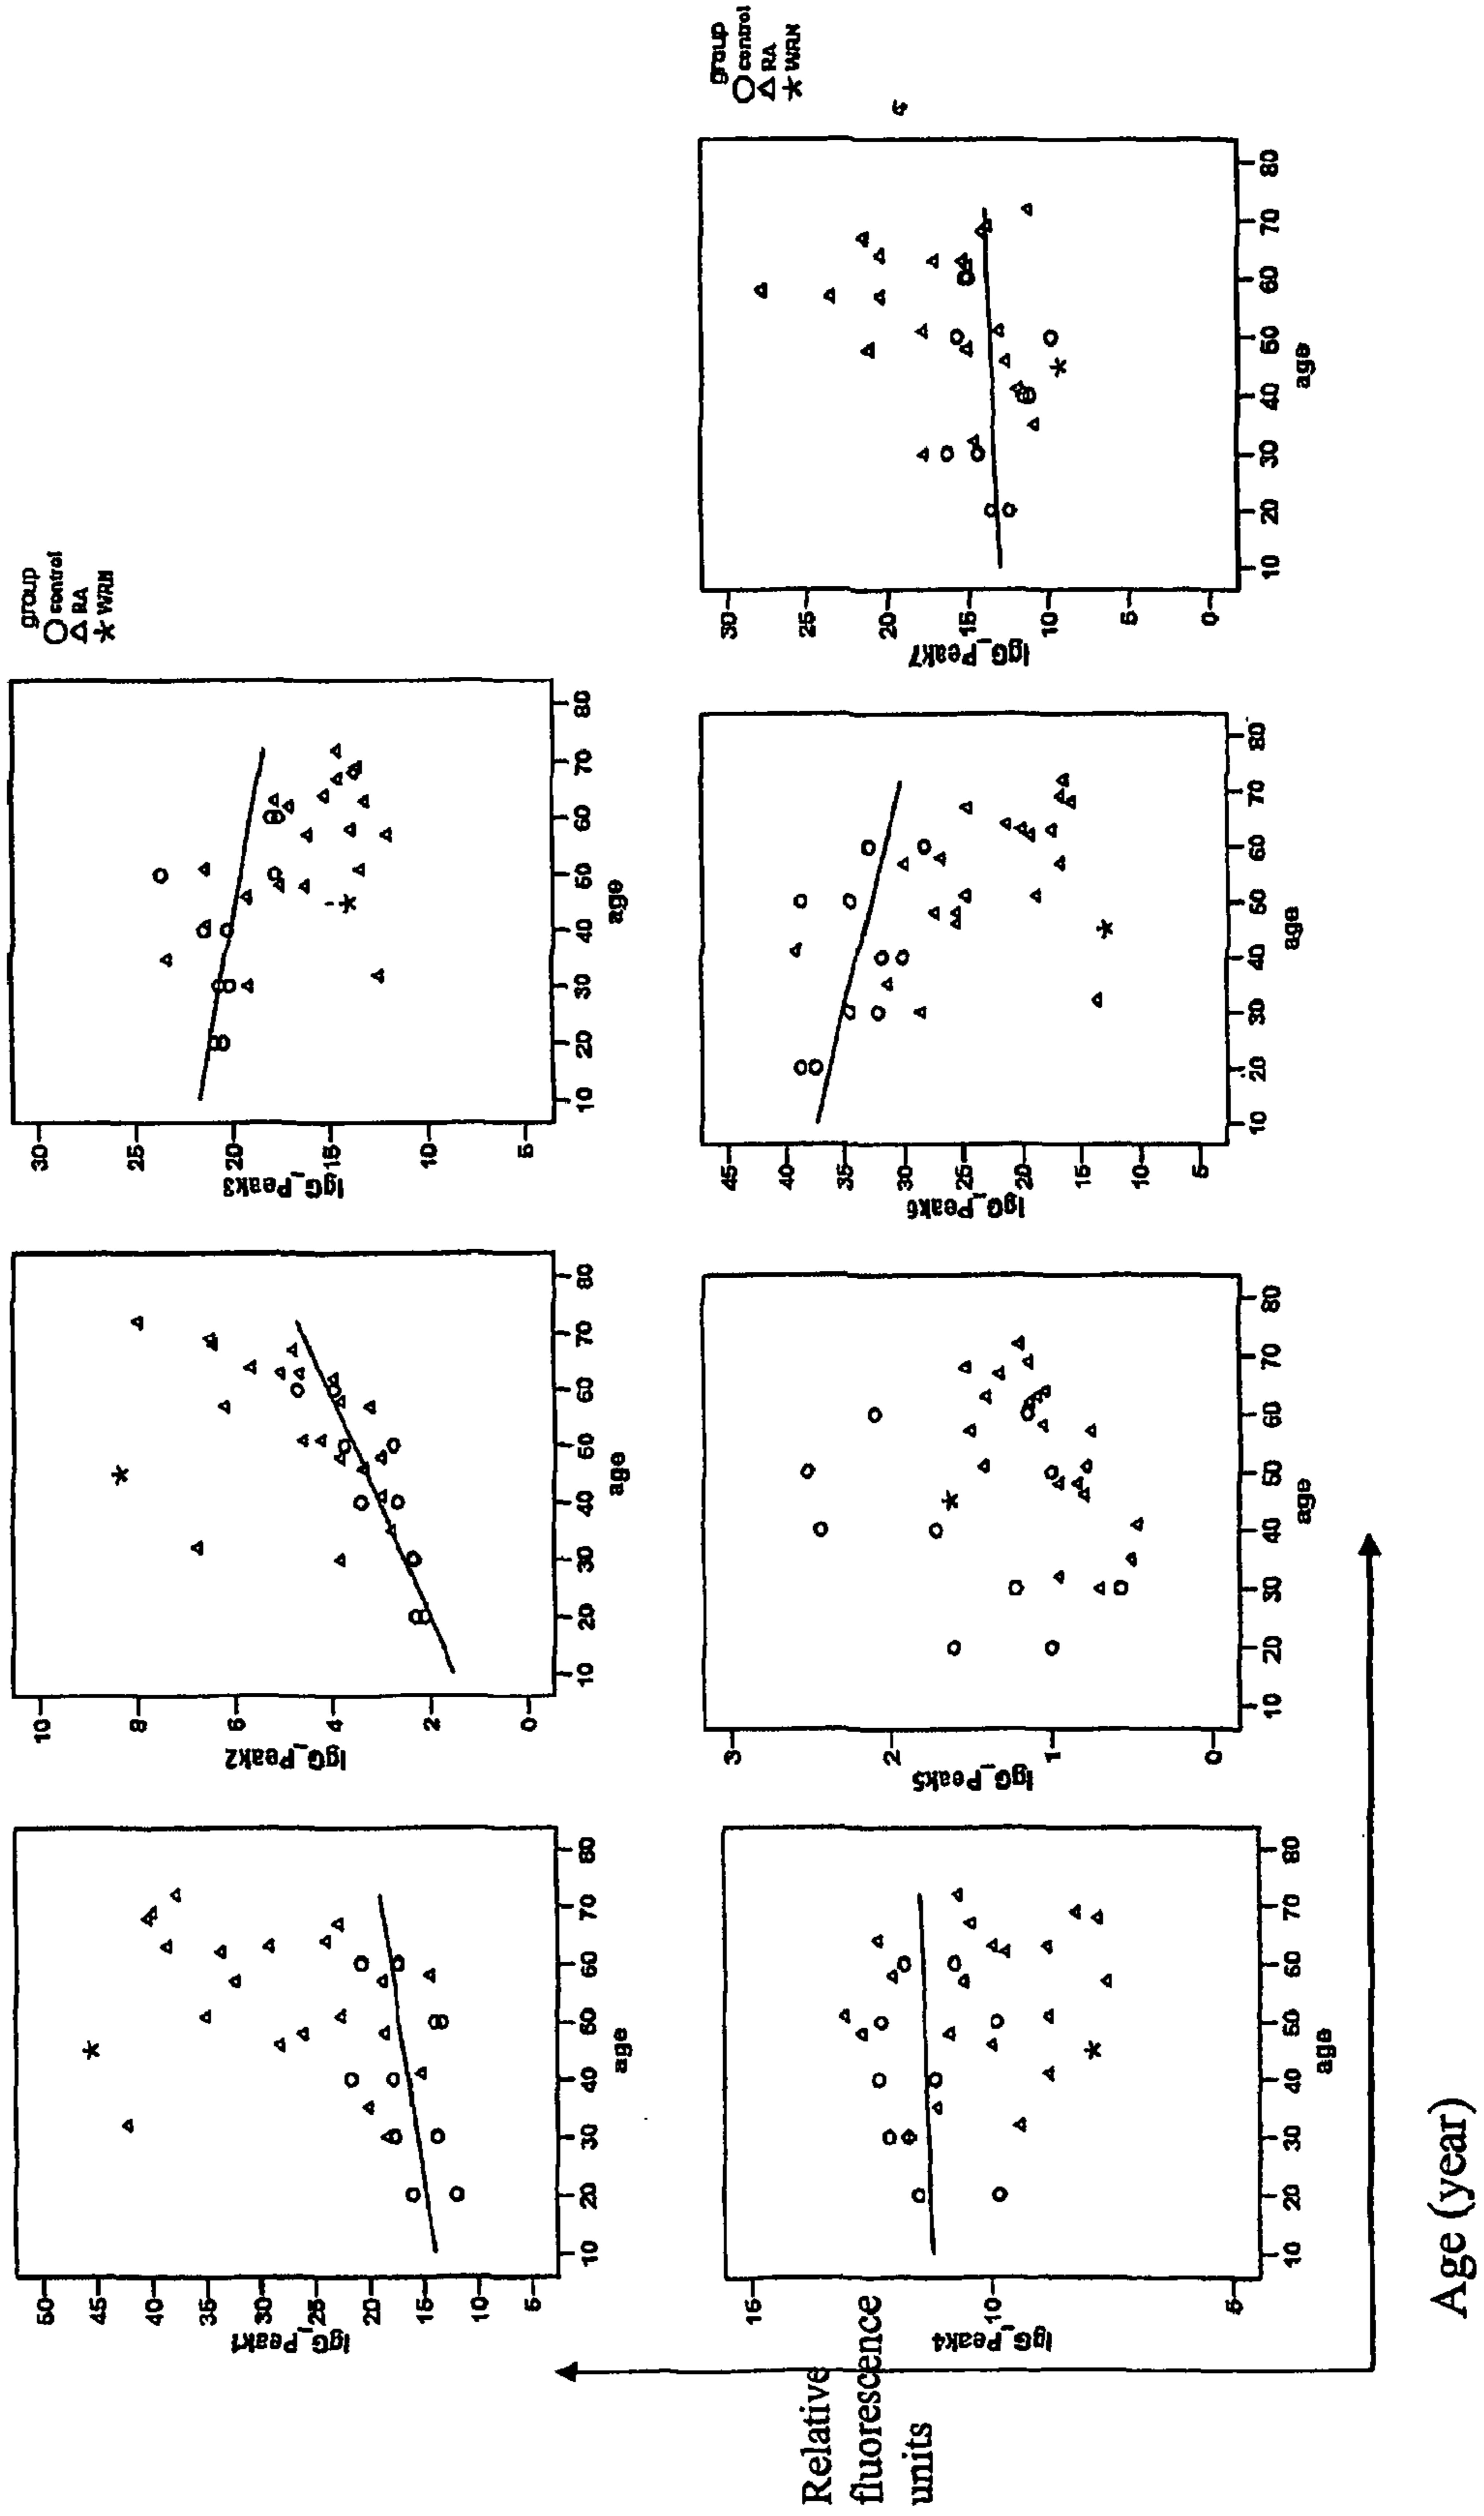 group
control
RA
WRN
50
45
40
35
30
25
20
15
10
5
IgG_Peak1
10 20 30 40 50 60 70 80
age
10
8
6
4
2
0
IgG_Peak2
10 20 30 40 50 60 70 80
age
30
25
20
15
10
5
IgG_Peak3
10 20 30 40 50 60 70 80
age
group
control
RA
WRN
15
10
5
IgG_Peak4
10 20 30 40 50 60 70 80
age
3
2
1
0
IgG_Peak5
10 20 30 40 50 60 70 80
age
45
40
35
30
25
20
15
10
5
IgG_Peak6
10 20 30 40 50 60 70 80
age
30
25
20
15
10
5
0
IgG_Peak7
10 20 30 40 50 60 70 80
age
Relative
fluorescence
units
Age (year)